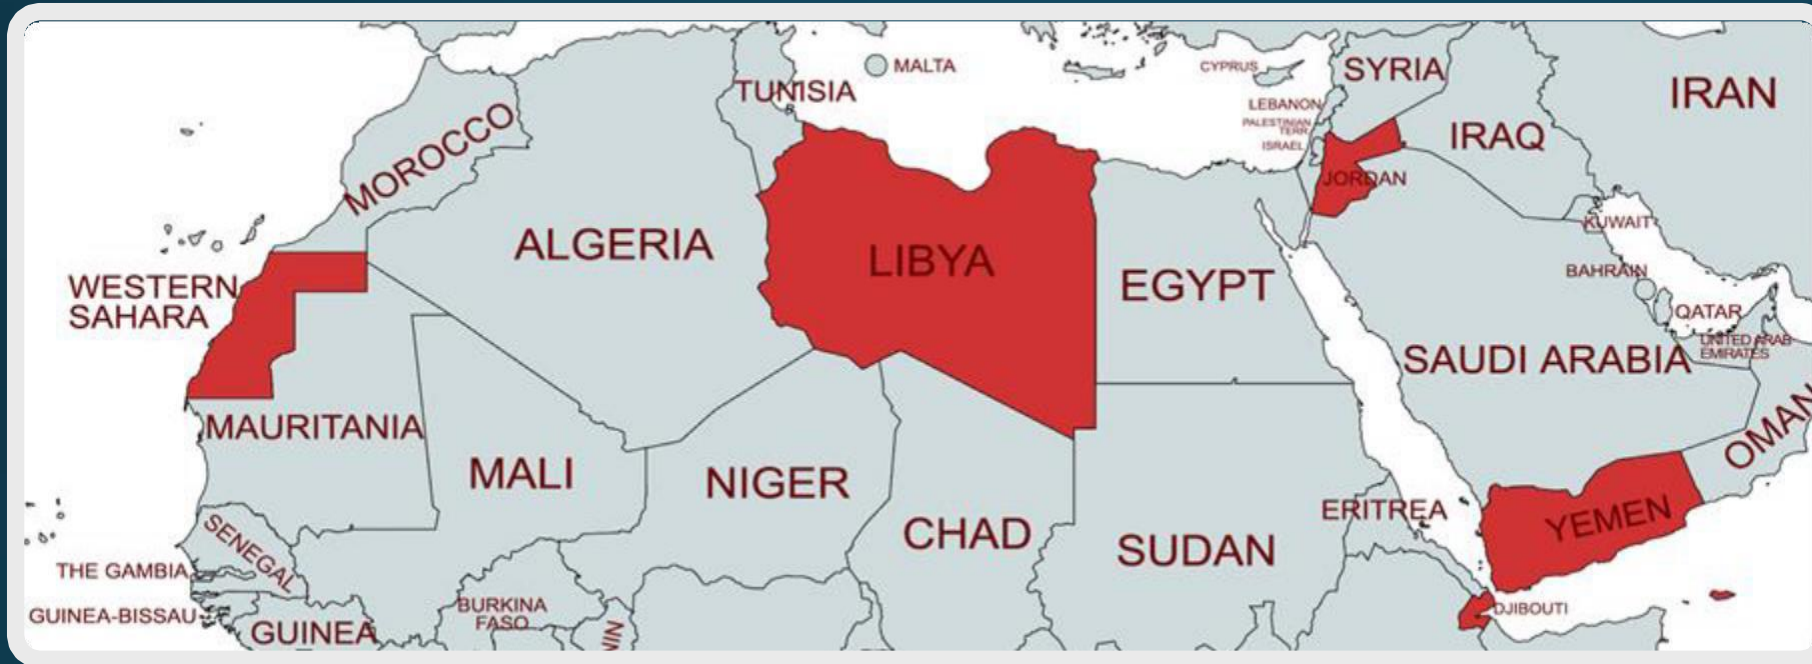 MALTA
CYPRUS
SYRIA
IRAN
TUNISIA
LEBANON
PALESTINIAN
TERR.
ISRAEL
IRAQ
MOROCCO
JORDAN
KUWAIT
ALGERIA
LIBYA
EGYPT
BAHRAIN
WESTERN
SAHARA
QATAR
UNITED ARAB
EMIRATES
SAUDI ARABIA
MAURITANIA
OMAN
MALI
NIGER
ERITREA
YEMEN
CHAD
SUDAN
SENEGAL
THE GAMBIA
BURKINA
FASO
DJIBOUTI
GUINEA-BISSAU
GUINEA